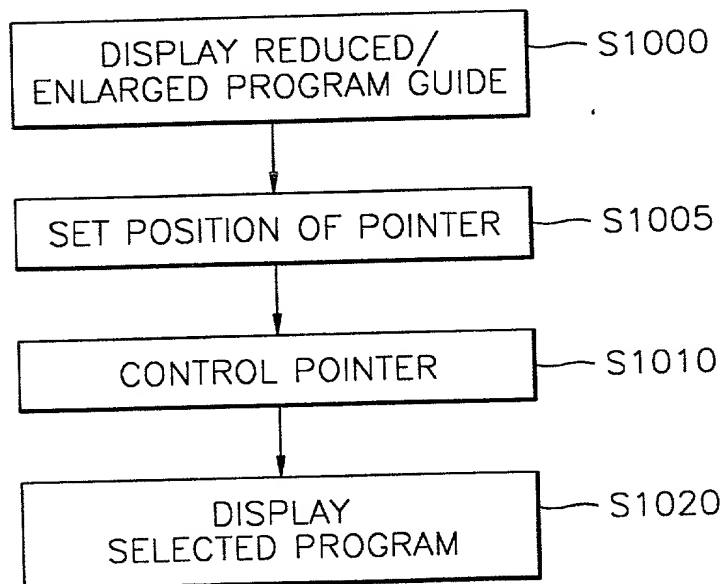 DISPLAY REDUCED/
ENLARGED PROGRAM GUIDE
S1000
SET POSITION OF POINTER
S1005
CONTROL POINTER
S1010
DISPLAY
SELECTED PROGRAM
S1020